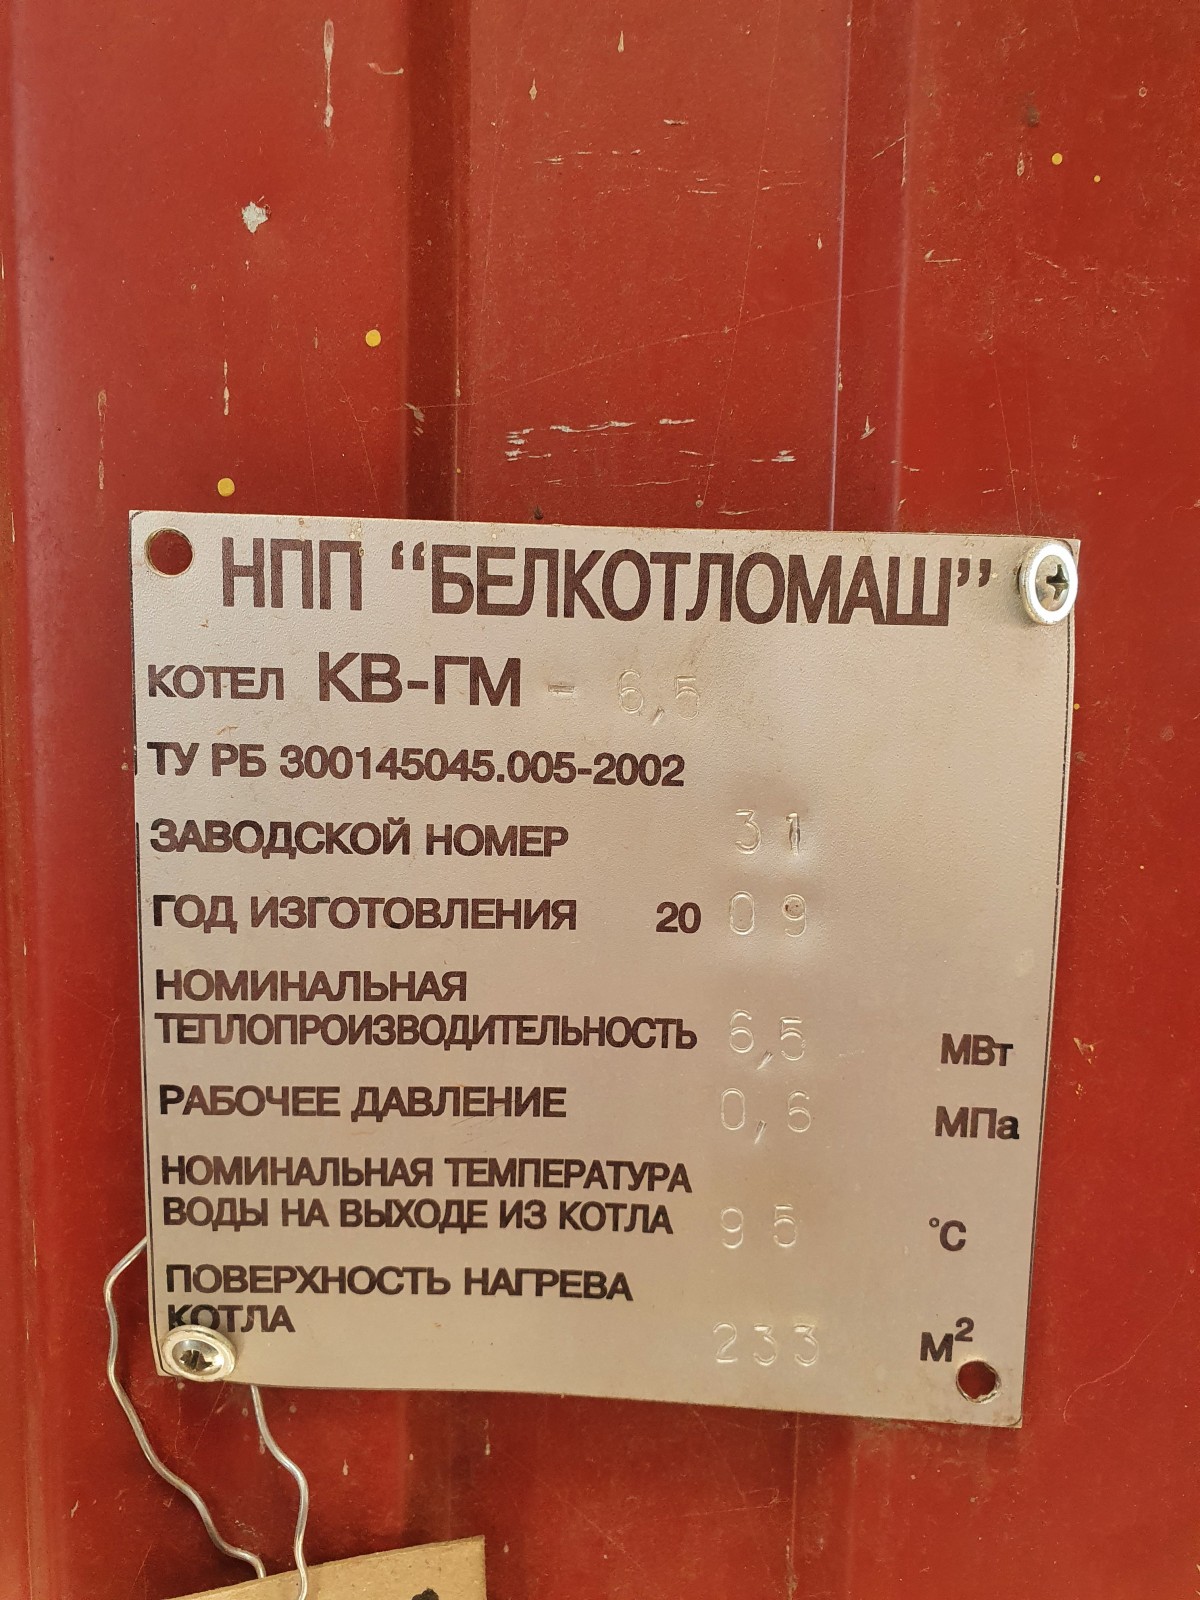 НПП “БЕЛКОТЛОМАШ”
КОТЕЛ КВ-ГМ - 6,5
ТУ РБ 300145045.005-2002
ЗАВОДСКОЙ НОМЕР 31
ГОД ИЗГОТОВЛЕНИЯ 20 09
НОМИНАЛЬНАЯ
ТЕПЛОПРОИЗВОДИТЕЛЬНОСТЬ 6,5 МВт
РАБОЧЕЕ ДАВЛЕНИЕ 0,6 МПа
НОМИНАЛЬНАЯ ТЕМПЕРАТУРА
ВОДЫ НА ВЫХОДЕ ИЗ КОТЛА 95 °С
ПОВЕРХНОСТЬ НАГРЕВА
КОТЛА 233 М²